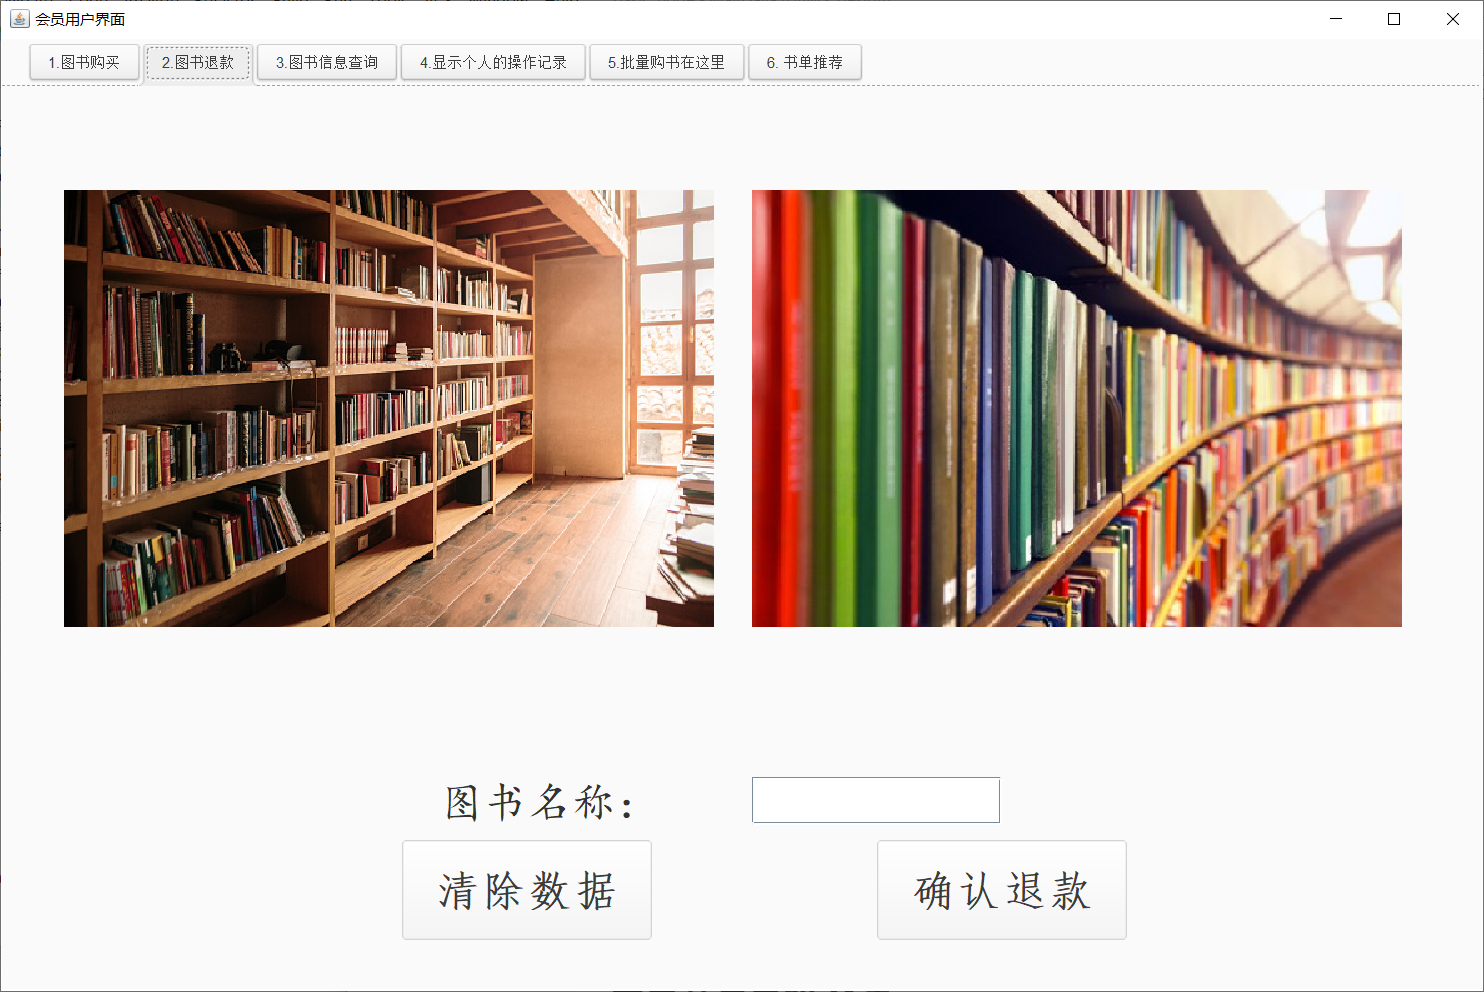 会员用户界面
1.图书购买 2.图书退款 3.图书信息查询 4.显示个人的操作记录 5.批量购书在这里 6. 书单推荐
图书名称：
清除数据 确认退款